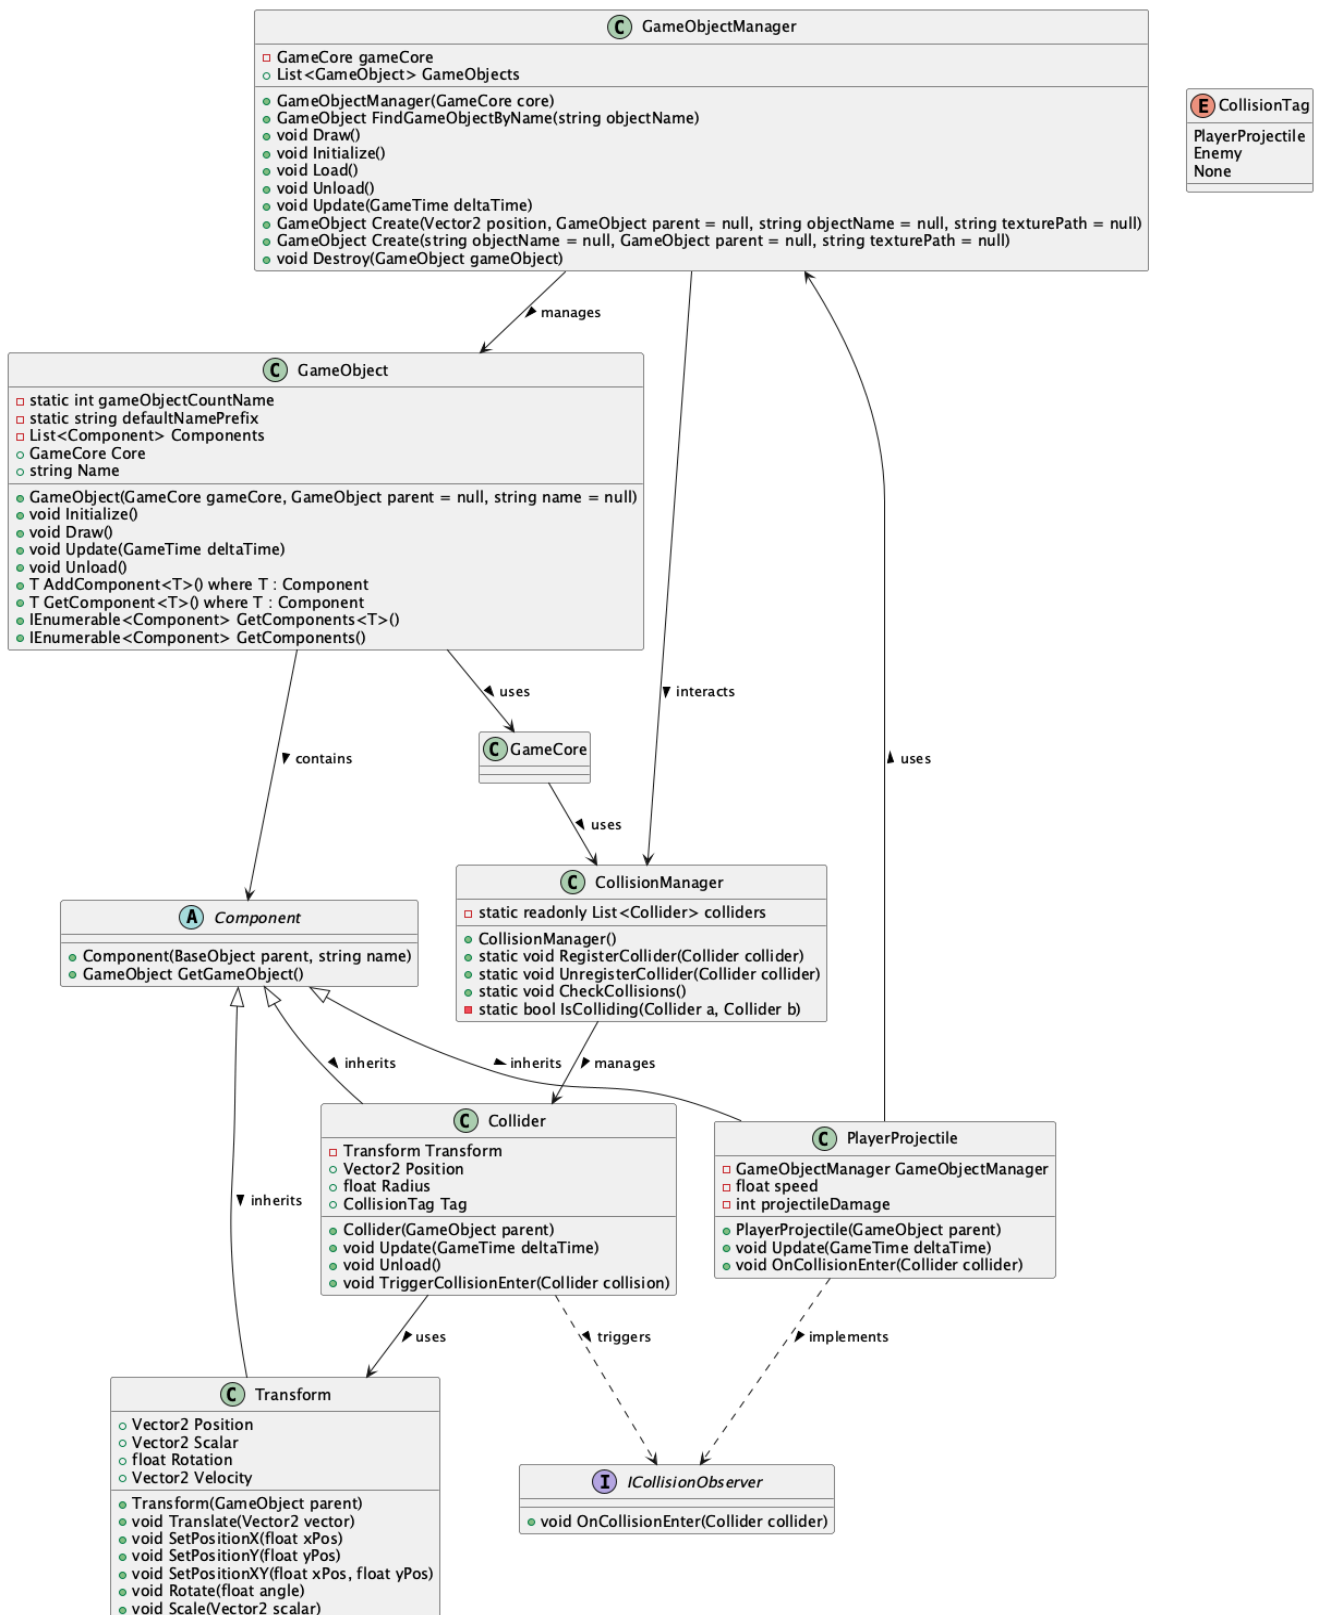 C GameObjectManager
GameCore gameCore
List<GameObject> GameObjects
GameObjectManager(GameCore core)
GameObject FindGameObjectByName(string objectName)
void Draw()
void Initialize()
void Load()
void Unload()
void Update(GameTime deltaTime)
GameObject Create(Vector2 position, GameObject parent = null, string objectName = null, string texturePath = null)
GameObject Create(string objectName = null, GameObject parent = null, string texturePath = null)
void Destroy(GameObject gameObject)
E CollisionTag
PlayerProjectile
Enemy
None
manages
C GameObject
static int gameObjectCountName
static string defaultNamePrefix
List<Component> Components
GameCore Core
string Name
GameObject(GameCore gameCore, GameObject parent = null, string name = null)
void Initialize()
void Draw()
void Update(GameTime deltaTime)
void Unload()
T AddComponent<T>() where T : Component
T GetComponent<T>() where T : Component
IEnumerable<Component> GetComponents<T>()
IEnumerable<Component> GetComponents()
uses
interacts
contains
C GameCore
uses
uses
C CollisionManager
static readonly List<Collider> colliders
CollisionManager()
static void RegisterCollider(Collider collider)
static void UnregisterCollider(Collider collider)
static void CheckCollisions()
static bool IsColliding(Collider a, Collider b)
A Component
Component(BaseObject parent, string name)
GameObject GetGameObject()
inherits
inherits
manages
C Collider
Transform Transform
Vector2 Position
float Radius
CollisionTag Tag
Collider(GameObject parent)
void Update(GameTime deltaTime)
void Unload()
void TriggerCollisionEnter(Collider collision)
C PlayerProjectile
GameObjectManager GameObjectManager
float speed
int projectileDamage
PlayerProjectile(GameObject parent)
void Update(GameTime deltaTime)
void OnCollisionEnter(Collider collider)
inherits
uses
triggers
implements
C Transform
Vector2 Position
Vector2 Scalar
float Rotation
Vector2 Velocity
Transform(GameObject parent)
void Translate(Vector2 vector)
void SetPositionX(float xPos)
void SetPositionY(float yPos)
void SetPositionXY(float xPos, float yPos)
void Rotate(float angle)
void Scale(Vector2 scalar)
I ICollisionObserver
void OnCollisionEnter(Collider collider)